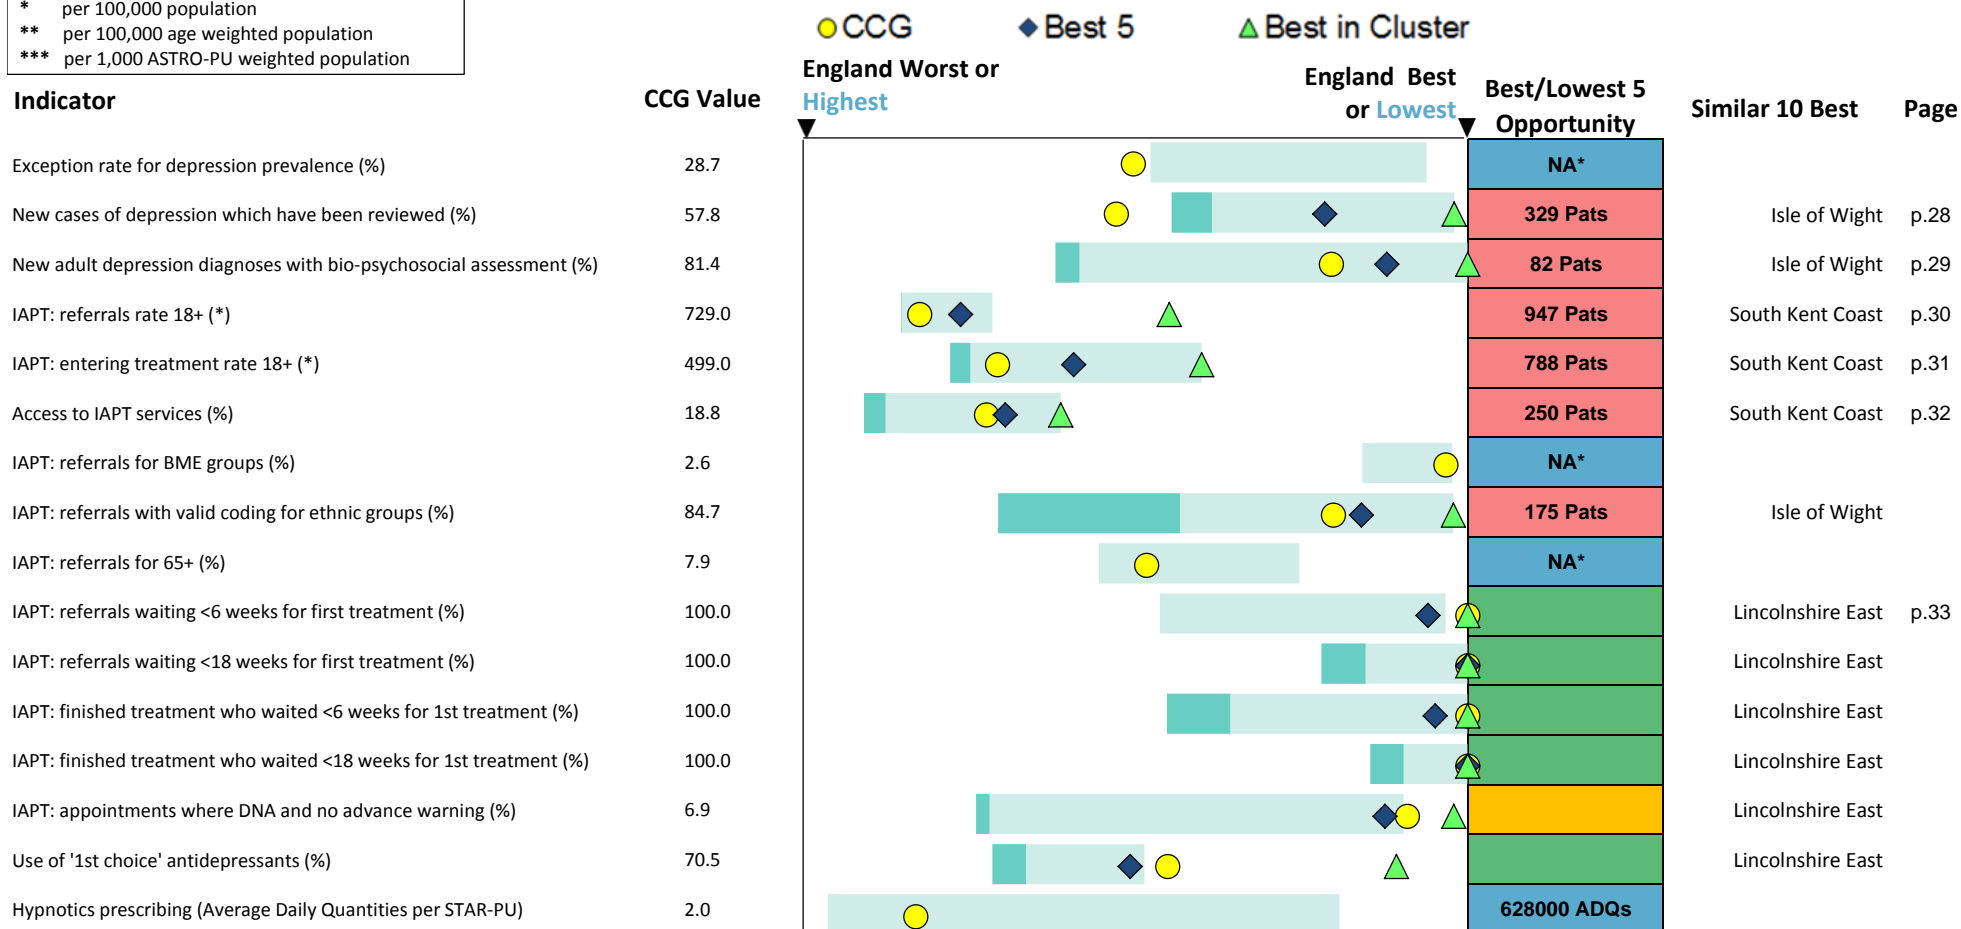 * per 100,000 population
** per 100,000 age weighted population
*** per 1,000 ASTRO-PU weighted population
CCG Best 5 Best in Cluster
Indicator CCG Value England Worst or Highest England Best or Lowest Best/Lowest 5 Opportunity Similar 10 Best Page
Exception rate for depression prevalence (%) 28.7 NA*
New cases of depression which have been reviewed (%) 57.8 329 Pats Isle of Wight p.28
New adult depression diagnoses with bio-psychosocial assessment (%) 81.4 82 Pats Isle of Wight p.29
IAPT: referrals rate 18+ (*) 729.0 947 Pats South Kent Coast p.30
IAPT: entering treatment rate 18+ (*) 499.0 788 Pats South Kent Coast p.31
Access to IAPT services (%) 18.8 250 Pats South Kent Coast p.32
IAPT: referrals for BME groups (%) 2.6 NA*
IAPT: referrals with valid coding for ethnic groups (%) 84.7 175 Pats Isle of Wight
IAPT: referrals for 65+ (%) 7.9 NA*
IAPT: referrals waiting <6 weeks for first treatment (%) 100.0 Lincolnshire East p.33
IAPT: referrals waiting <18 weeks for first treatment (%) 100.0 Lincolnshire East
IAPT: finished treatment who waited <6 weeks for 1st treatment (%) 100.0 Lincolnshire East
IAPT: finished treatment who waited <18 weeks for 1st treatment (%) 100.0 Lincolnshire East
IAPT: appointments where DNA and no advance warning (%) 6.9 Lincolnshire East
Use of '1st choice' antidepressants (%) 70.5 Lincolnshire East
Hypnotics prescribing (Average Daily Quantities per STAR-PU) 2.0 628000 ADQs